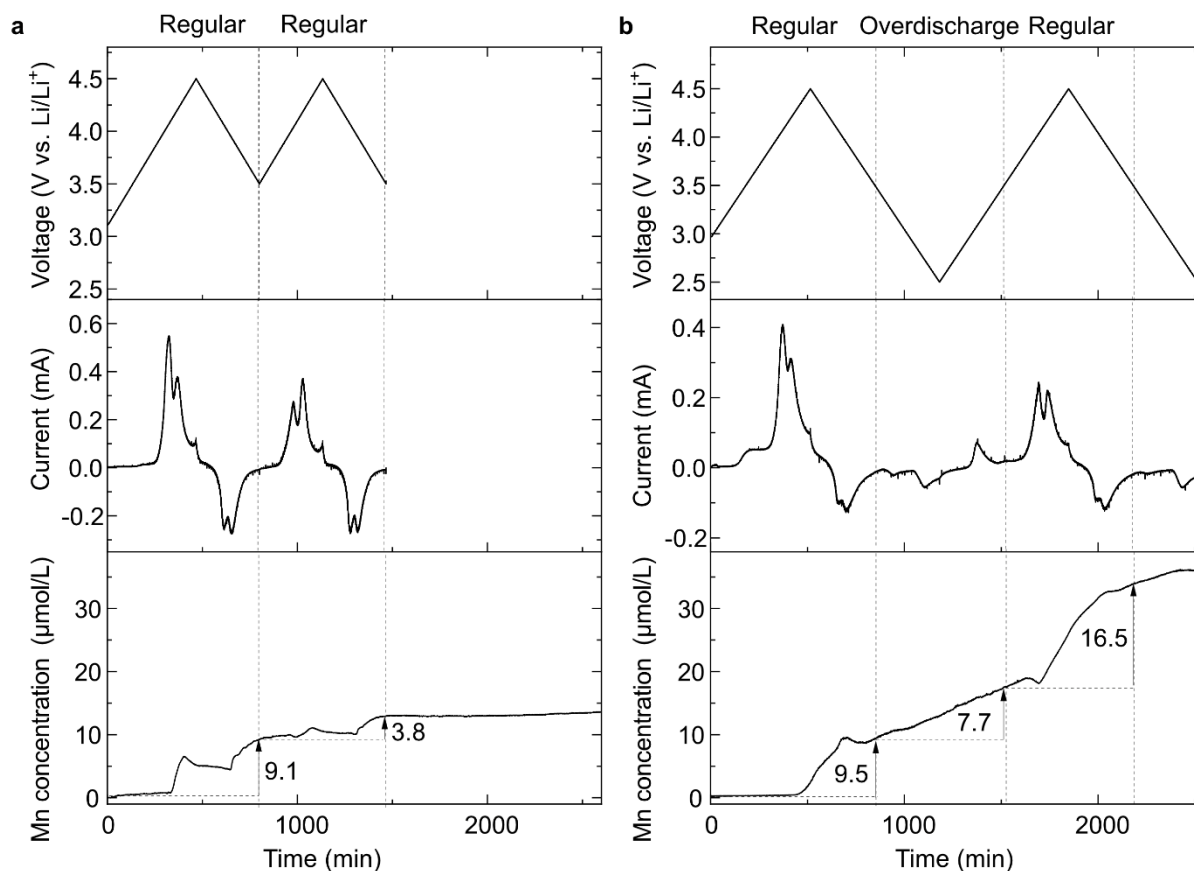 a
Regular Regular
Voltage (V vs. Li/Li⁺)
4.5
4.0
3.5
3.0
2.5
Current (mA)
0.6
0.4
0.2
0.0
-0.2
Mn concentration (μmol/L)
30
20
10
0
9.1
3.8
0 1000 2000
Time (min)
b
Regular Overdischarge Regular
Voltage (V vs. Li/Li⁺)
4.5
4.0
3.5
3.0
2.5
Current (mA)
0.4
0.2
0.0
-0.2
Mn concentration (μmol/L)
30
20
10
0
9.5
7.7
16.5
0 1000 2000
Time (min)